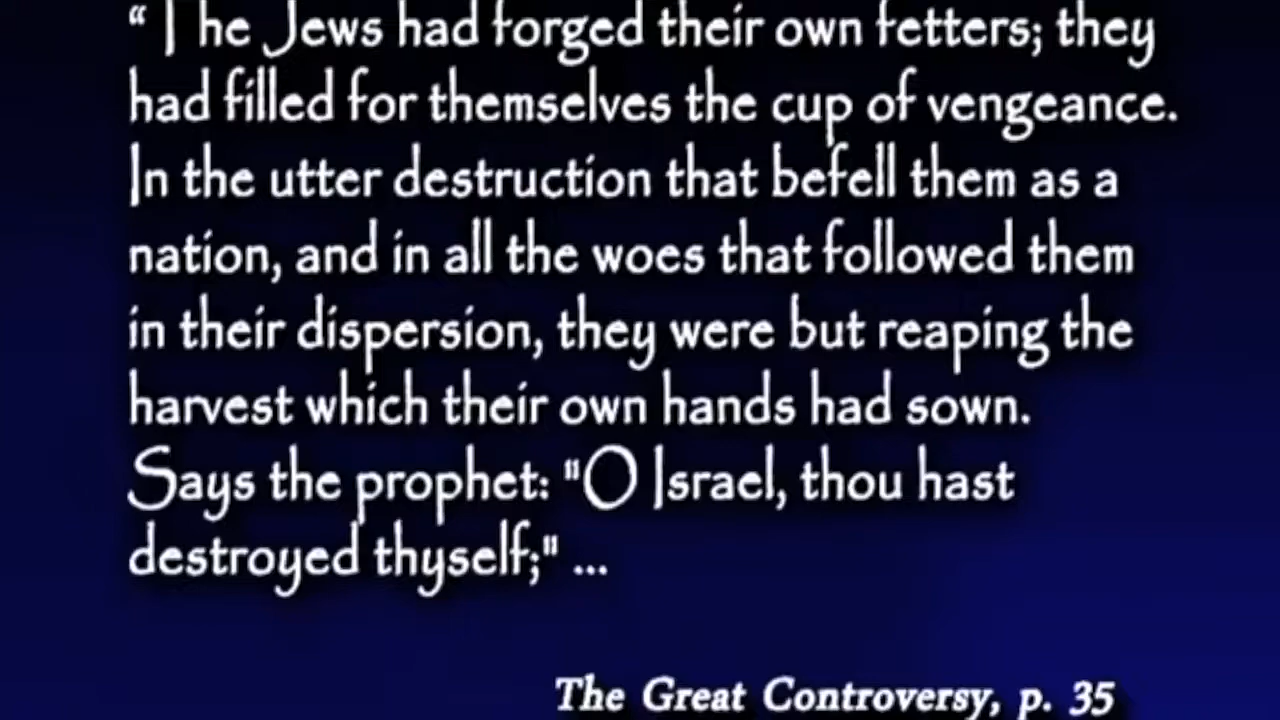 “The Jews had forged their own fetters; they
had filled for themselves the cup of vengeance.
In the utter destruction that befell them as a
nation, and in all the woes that followed them
in their dispersion, they were but reaping the
harvest which their own hands had sown.
Says the prophet: "O Israel, thou hast
destroyed thyself;" ...
The Great Controversy, p. 35